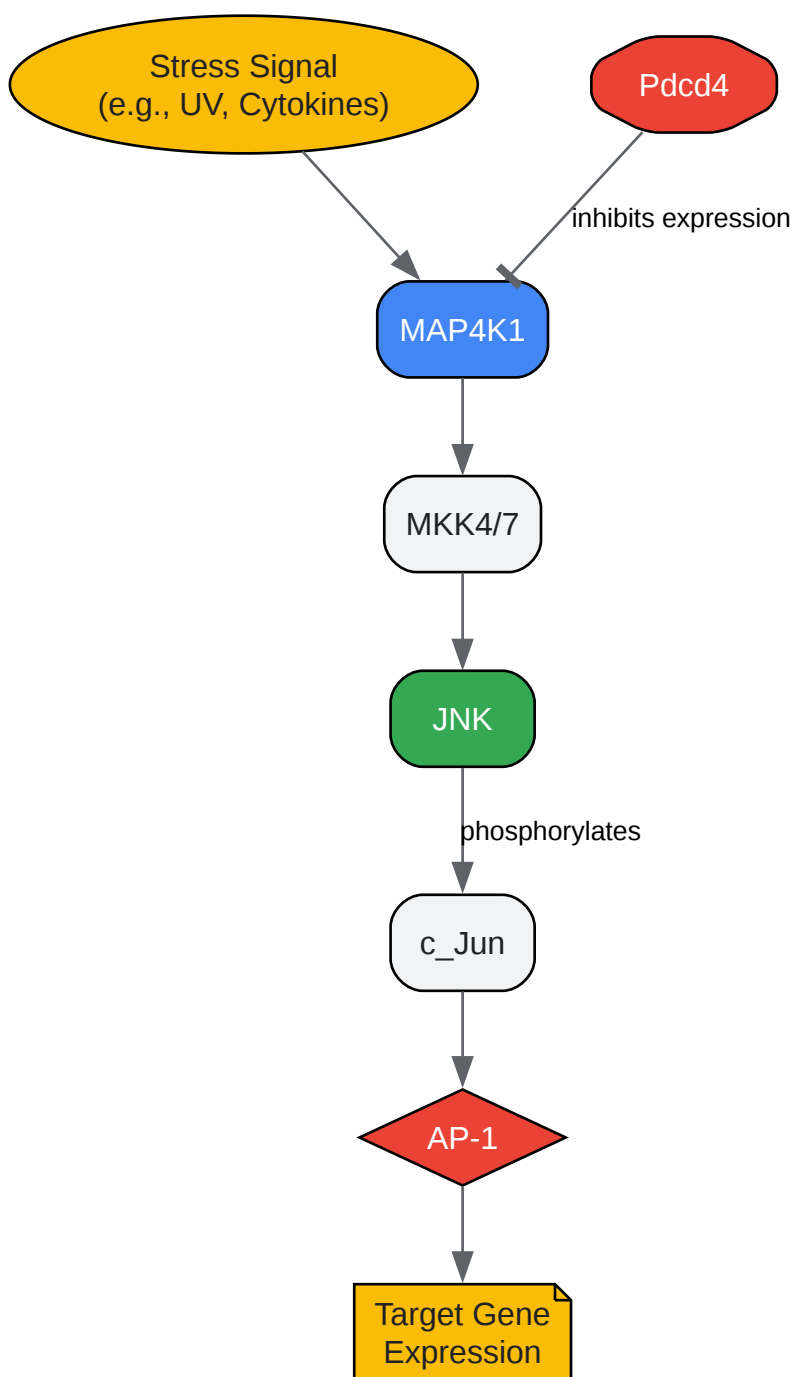 Stress Signal
(e.g., UV, Cytokines)
Pdcd4
inhibits expression
MAP4K1
MKK4/7
JNK
phosphorylates
c_Jun
AP-1
Target Gene
Expression